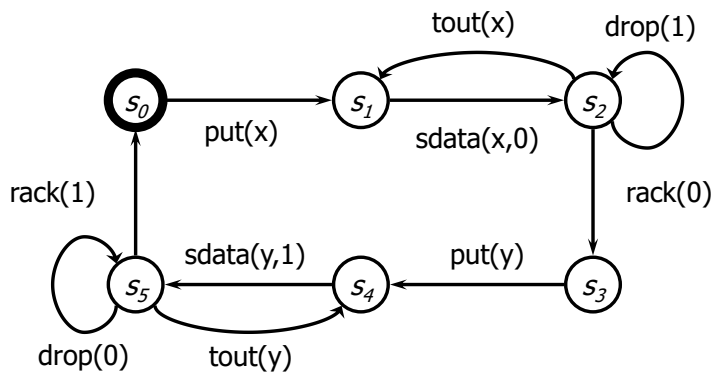 tout(x)
drop(1)
s0
s1
s2
put(x)
sdata(x,0)
rack(1)
rack(0)
sdata(y,1)
put(y)
s5
s4
s3
drop(0)
tout(y)